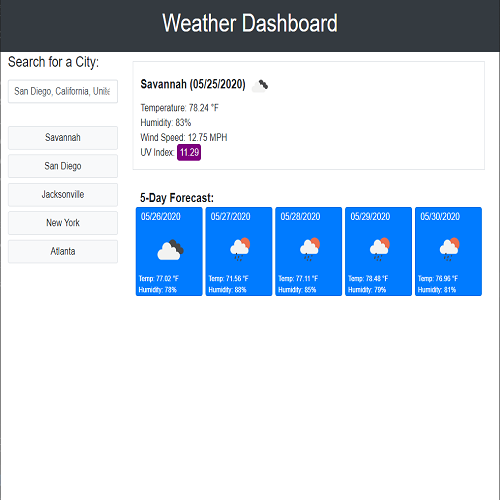 Weather Dashboard
Search for a City:
San Diego, California, Unite
Savannah
San Diego
Jacksonville
New York
Atlanta
Savannah (05/25/2020)
Temperature: 78.24 °F
Humidity: 83%
Wind Speed: 12.75 MPH
UV Index: 11.29
5-Day Forecast:
05/26/2020
Temp: 77.02 °F
Humidity: 78%
05/27/2020
Temp: 71.56 °F
Humidity: 88%
05/28/2020
Temp: 77.11 °F
Humidity: 85%
05/29/2020
Temp: 78.48 °F
Humidity: 79%
05/30/2020
Temp: 76.96 °F
Humidity: 81%